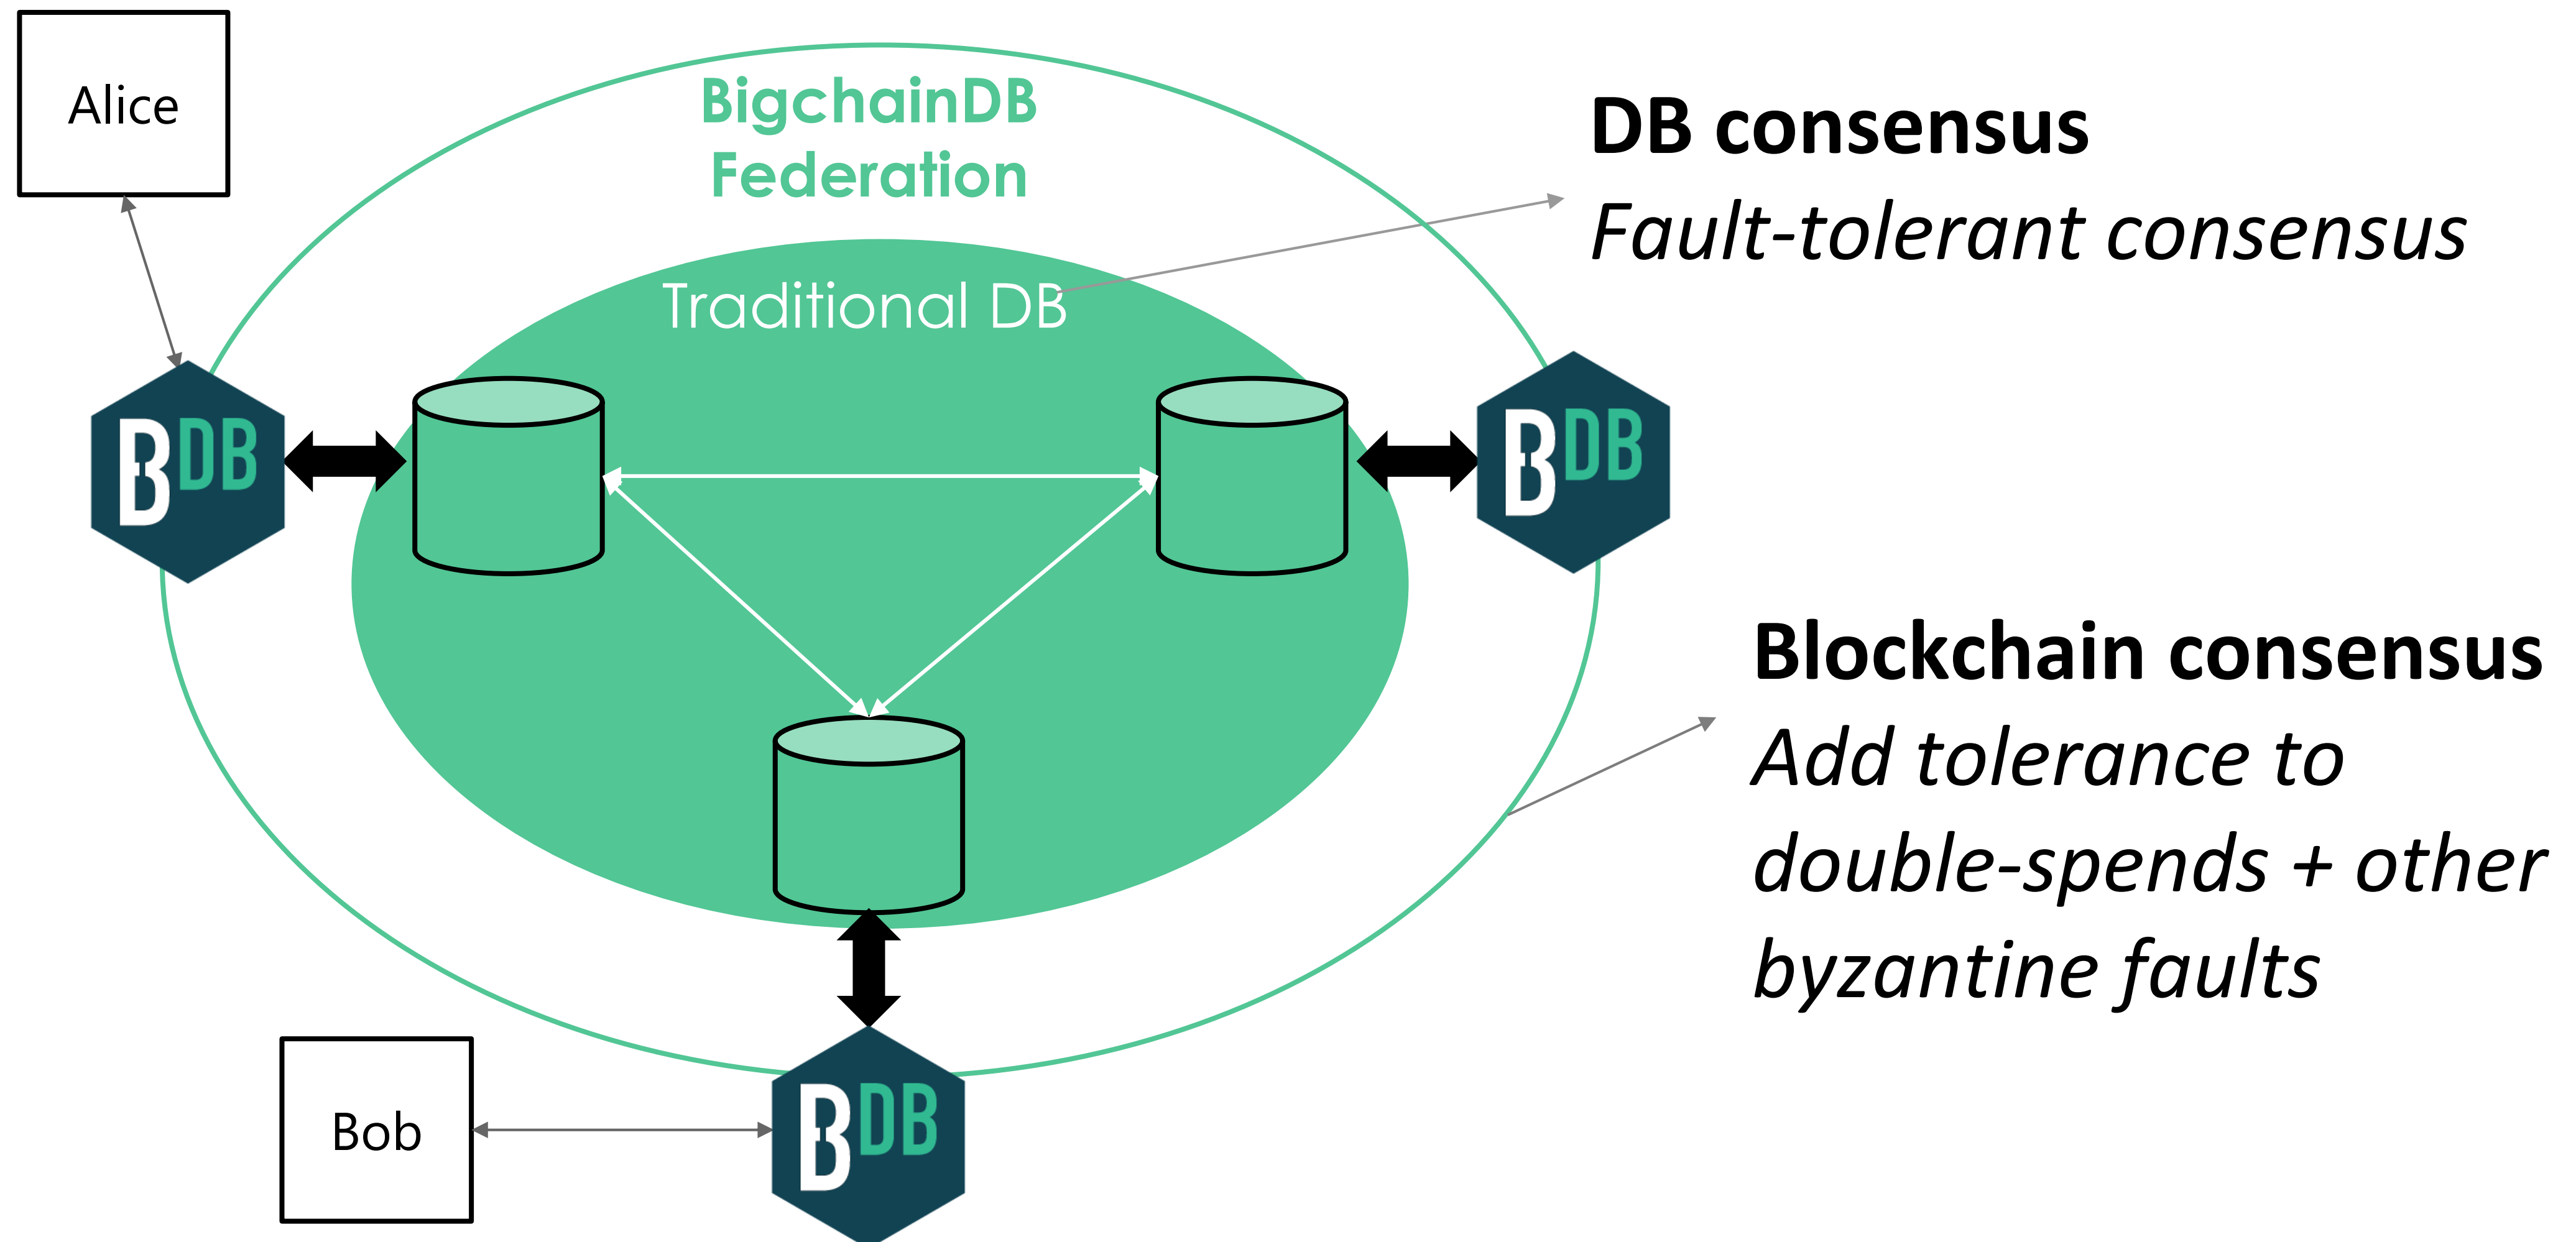 Alice
BigchainDB
Federation
Traditional DB
DB consensus
Fault-tolerant consensus
BDB
BDB
Blockchain consensus
Add tolerance to
double-spends + other
byzantine faults
Bob
BDB